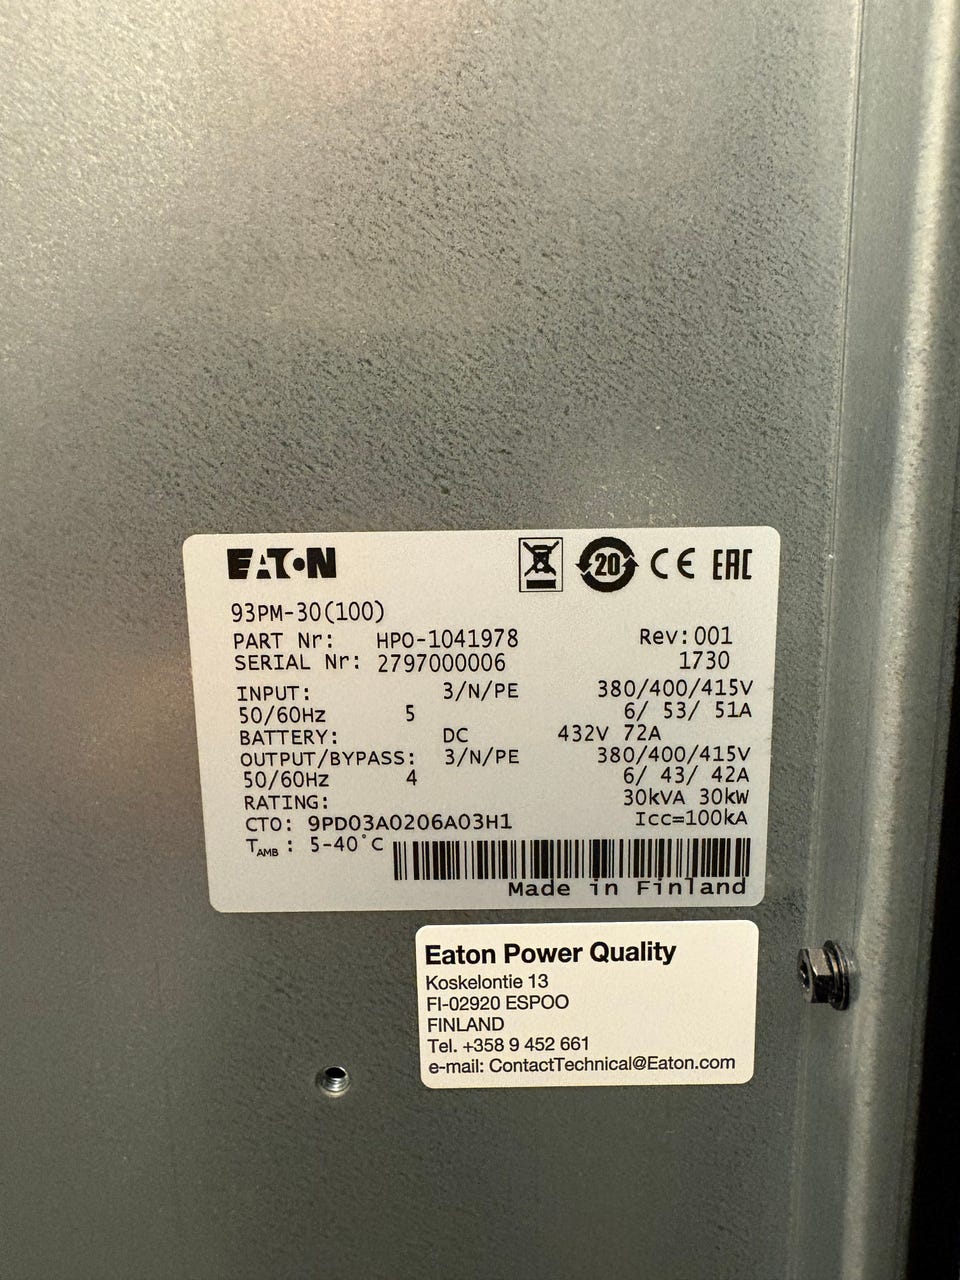 EATON
20
CE EAC
93PM-30(100)
PART Nr: HPO-1041978 Rev:001
SERIAL Nr: 2797000006 1730
INPUT: 3/N/PE 380/400/415V
50/60Hz 5 6/ 53/ 51A
BATTERY: DC 432V 72A
OUTPUT/BYPASS: 3/N/PE 380/400/415V
50/60Hz 4 6/ 43/ 42A
RATING: 30kVA 30kW
CTO: 9PD03A0206A03H1 Icc=100kA
TAMB : 5-40°C
Made in Finland
Eaton Power Quality
Koskelontie 13
FI-02920 ESPOO
FINLAND
Tel. +358 9 452 661
e-mail: ContactTechnical@Eaton.com